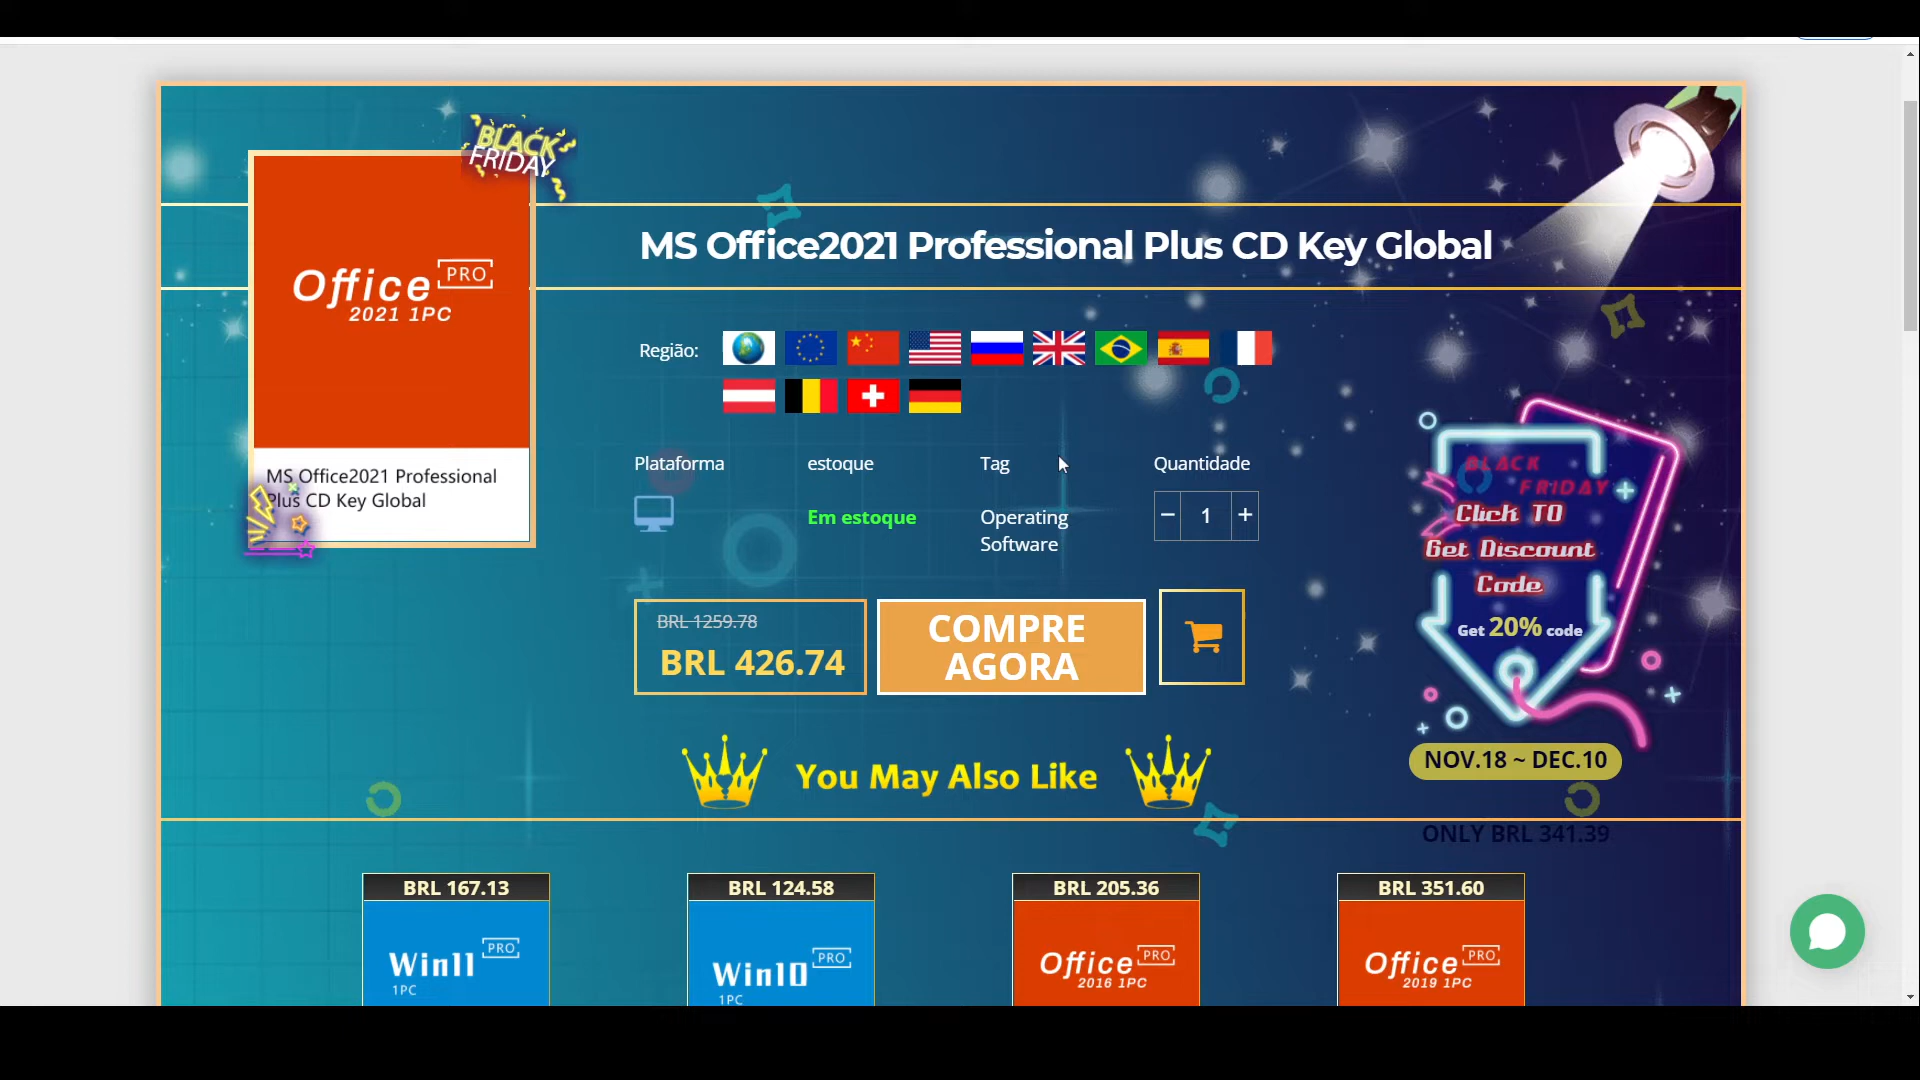 BLACK
FRIDAY
Office PRO
2021 1PC
MS Office2021 Professional
Plus CD Key Global
MS Office2021 Professional Plus CD Key Global
Região:
Plataforma estoque Tag Quantidade
Em estoque Operating
Software
− 1 +
BRL 1259.78
BRL 426.74
COMPRE
AGORA
BLACK
FRIDAY
Click TO
Get Discount
Code
Get 20% code
NOV.18 ~ DEC.10
ONLY BRL 341.39
You May Also Like
BRL 167.13
Win11 PRO
1PC
BRL 124.58
Win10 PRO
1PC
BRL 205.36
Office PRO
2016 1PC
BRL 351.60
Office PRO
2019 1PC